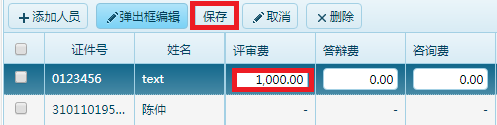 添加人员 弹出框编辑 保存 取消 删除
证件号 姓名 评审费 答辩费 咨询费
0123456 text 1,000.00 0.00 0.00
310110195... 陈仲 - - -